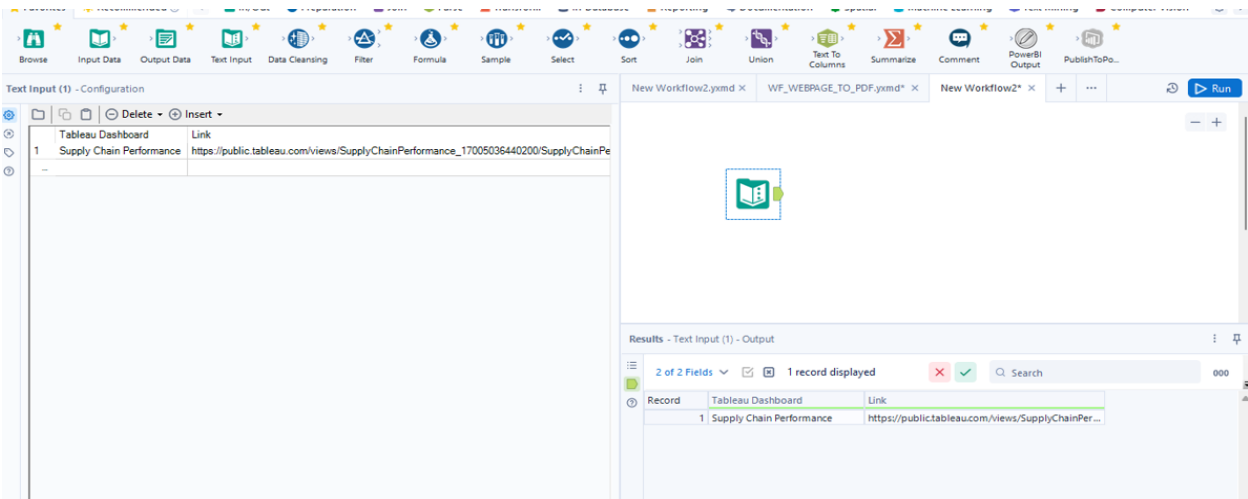 Browse
Input Data
Output Data
Text Input
Data Cleansing
Filter
Formula
Sample
Select
Sort
Join
Union
Text To
Columns
Summarize
Comment
PowerBI
Output
PublishToPo...
Text Input (1) - Configuration
New Workflow2.yxmd
WF_WEBPAGE_TO_PDF.yxmd*
New Workflow2*
Run
Delete
Insert
Tableau Dashboard Link
1 Supply Chain Performance https://public.tableau.com/views/SupplyChainPerformance_17005036440200/SupplyChainPe
...
Results - Text Input (1) - Output
2 of 2 Fields
1 record displayed
Search
000
Record Tableau Dashboard Link
1 Supply Chain Performance https://public.tableau.com/views/SupplyChainPer...